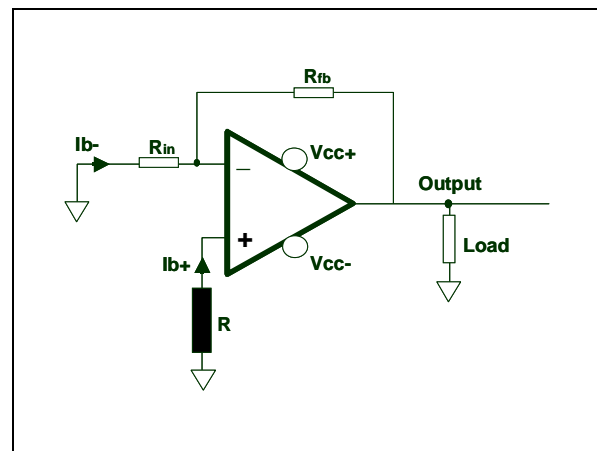 Rfb
Ib-
Rin
Vcc+
–
Output
+
Ib+
Vcc-
Load
R